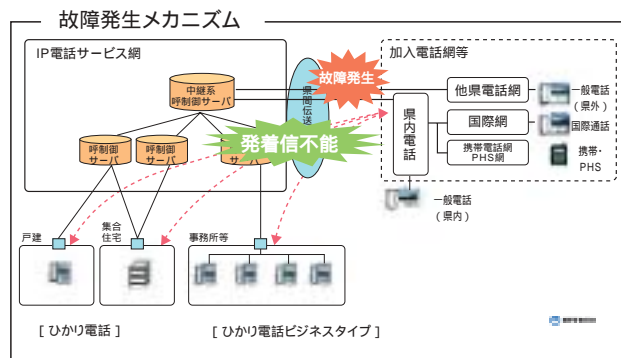 故障発生メカニズム
IP電話サービス網
加入電話網等
中継系
呼制御サーバ
県間伝送
故障発生
他県電話網
一般電話
(県外)
県内電話
国際網
国際通話
携帯電話網
PHS網
携帯・
PHS
発着信不能
呼制御
サーバ
呼制御
サーバ
サーバ
一般電話
(県内)
戸建
集合
住宅
事務所等
[ ひかり電話 ]
[ ひかり電話ビジネスタイプ ]